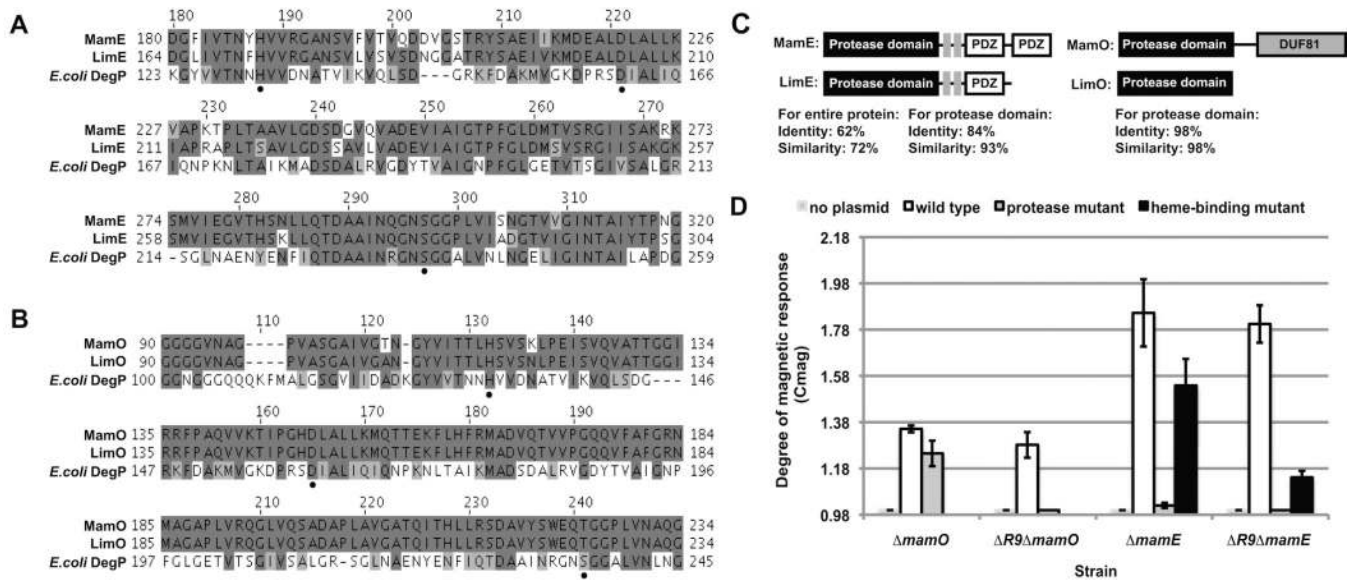 A
180 190 200 210 220
MamE 180 DGFIVTNYHVVRGANSVFVTVQDDVGSTRYSAEIIKMDALADLALLK 226
LimE 164 DGLIVTNYHVVRGANSVLVSVSDNGGATRYSAEIIKMDALADLALLK 210
E.coli DegP 123 KGYVVTNNHVVDNATVIKVQLSD---GRKFDAKMVGKDPRSDIALIQ 166
230 240 250 260 270
MamE 227 VAPKTPLTAAVLGDSDGVQVADEVIAIGTPFGLDMTVSRGIISAKRK 273
LimE 211 IAPRAPLTSAVLGDSSAVLVADEVIAIGTPFGLDMSVSRGIISAKGK 257
E.coli DegP 167 IQNPKNLTAIKMADSDALRVGDYTVAIGNPFGLGETVTSGIVSALGR 213
280 290 300 310
MamE 274 SMVIEGVTHSNLLQTDAAINQGNSGGPLVISNGTVVGINTAIYTPNG 320
LimE 258 SMVIEGVTHSKLLQTDAAINQGNSGGPLVIADGTVIGINTAIYTPSG 304
E.coli DegP 214 -SGLNAENYENFIQTDAAINRGNSGGALVNLNGELIGINTAILAPDG 259
B
110 120 130 140
MamO 90 GGGGVNAG----PVASGAIVGTN-GYVITTLHSVSKLPEISVQVATTGGI 134
LimO 90 GGGGVNAG----PVASGAIVGAN-GYVITTLHSVSNLPEISVQVATTGGI 134
E.coli DegP 100 GGNGGGQQQKFMALGSGVIIDADKGYVVTNNHVVDNATVIKVQLSDG--- 146
160 170 180 190
MamO 135 RRFPAQVVKTIPGHDLALLKMQTTEKFLHFRMADVQTVVPGQQVFAFGRN 184
LimO 135 RRFPAQVVKTIPGHDLALLKMQTTEKFLHFRMADVQTVVPGQQVFAFGRN 184
E.coli DegP 147 RKFDAKMVGKDPRSDIALIQIQNPKNLTAIKMADSDALRVGDYTVAIGNP 196
210 220 230 240
MamO 185 MAGAPLVRQGLVQSADAPLAVGATQITHLLRSDAVYSWEQTGGPLVNAQG 234
LimO 185 MAGAPLVRQGLVQSADAPLAVGATQITHLLRSDAVYSWEQTGGPLVNAQG 234
E.coli DegP 197 FGLGETVTSGIVSALGR-SGLNAENYENFIQTDAAINRGNSGGALVNLNG 245
C
MamE: Protease domain PDZ PDZ
LimE: Protease domain PDZ
For entire protein:
Identity: 62%
Similarity: 72%
For protease domain:
Identity: 84%
Similarity: 93%
MamO: Protease domain DUF81
LimO: Protease domain
For protease domain:
Identity: 98%
Similarity: 98%
D
no plasmid wild type protease mutant heme-binding mutant
Degree of magnetic response
(Cmag)
2.18
1.98
1.78
1.58
1.38
1.18
0.98
ΔmamO ΔR9ΔmamO ΔmamE ΔR9ΔmamE
Strain